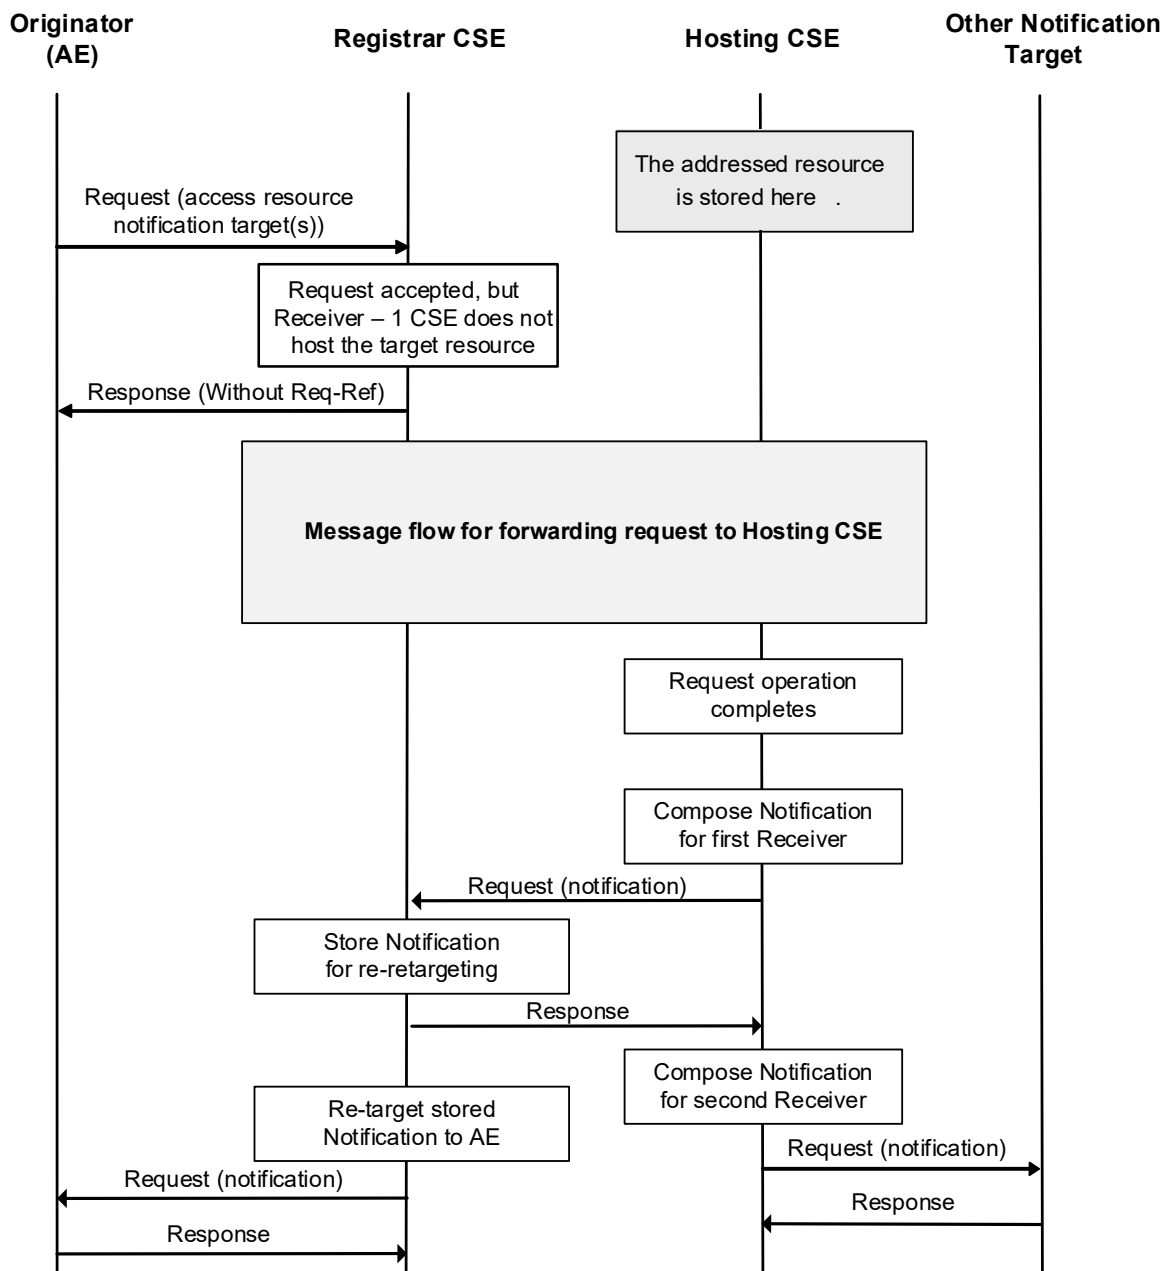 Originator
(AE)
Registrar CSE
Hosting CSE
Other Notification
Target
The addressed resource
is stored here .
Request (access resource
notification target(s))
Request accepted, but
Receiver – 1 CSE does not
host the target resource
Response (Without Req-Ref)
Message flow for forwarding request to Hosting CSE
Request operation
completes
Compose Notification
for first Receiver
Request (notification)
Store Notification
for re-retargeting
Response
Compose Notification
for second Receiver
Re-target stored
Notification to AE
Request (notification)
Request (notification)
Response
Response